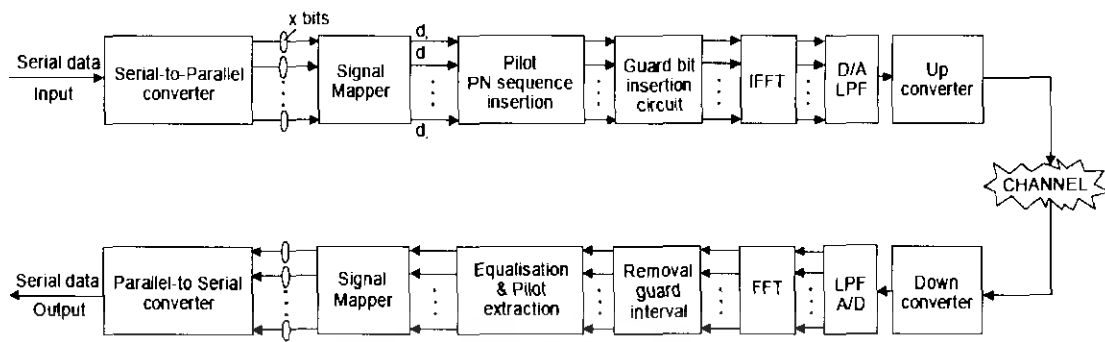 x bits
Serial data
Input
Serial-to-Parallel
converter
Signal
Mapper
d
d
d
Pilot
PN sequence
insertion
Guard bit
insertion
circuit
IFFT
D/A
LPF
Up
converter
CHANNEL
Serial data
Output
Parallel-to Serial
converter
Signal
Mapper
Equalisation
& Pilot
extraction
Removal
guard
interval
FFT
LPF
A/D
Down
converter